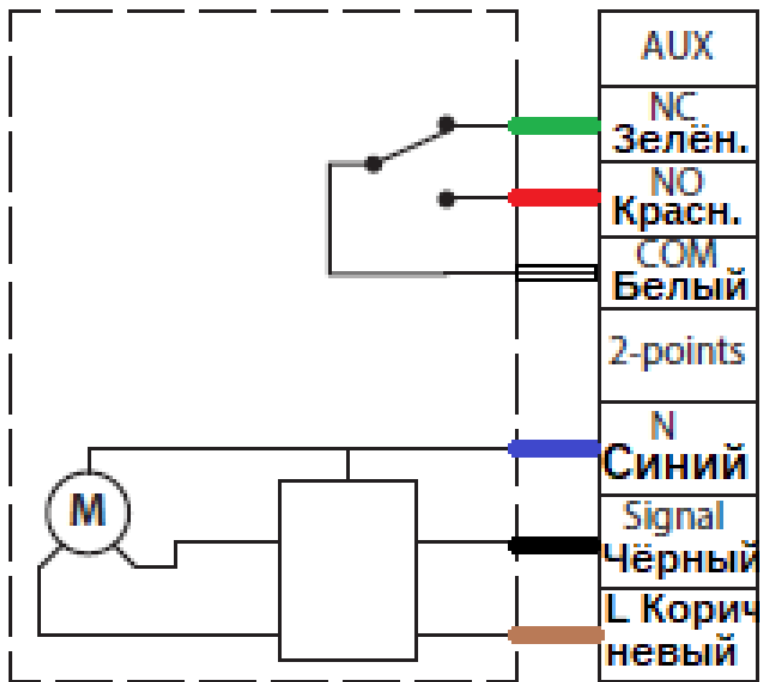 AUX
NC
Зелён.
NO
Красн.
COM
Белый
2-points
N
Синий
M
Signal
Чёрный
L Корич
невый